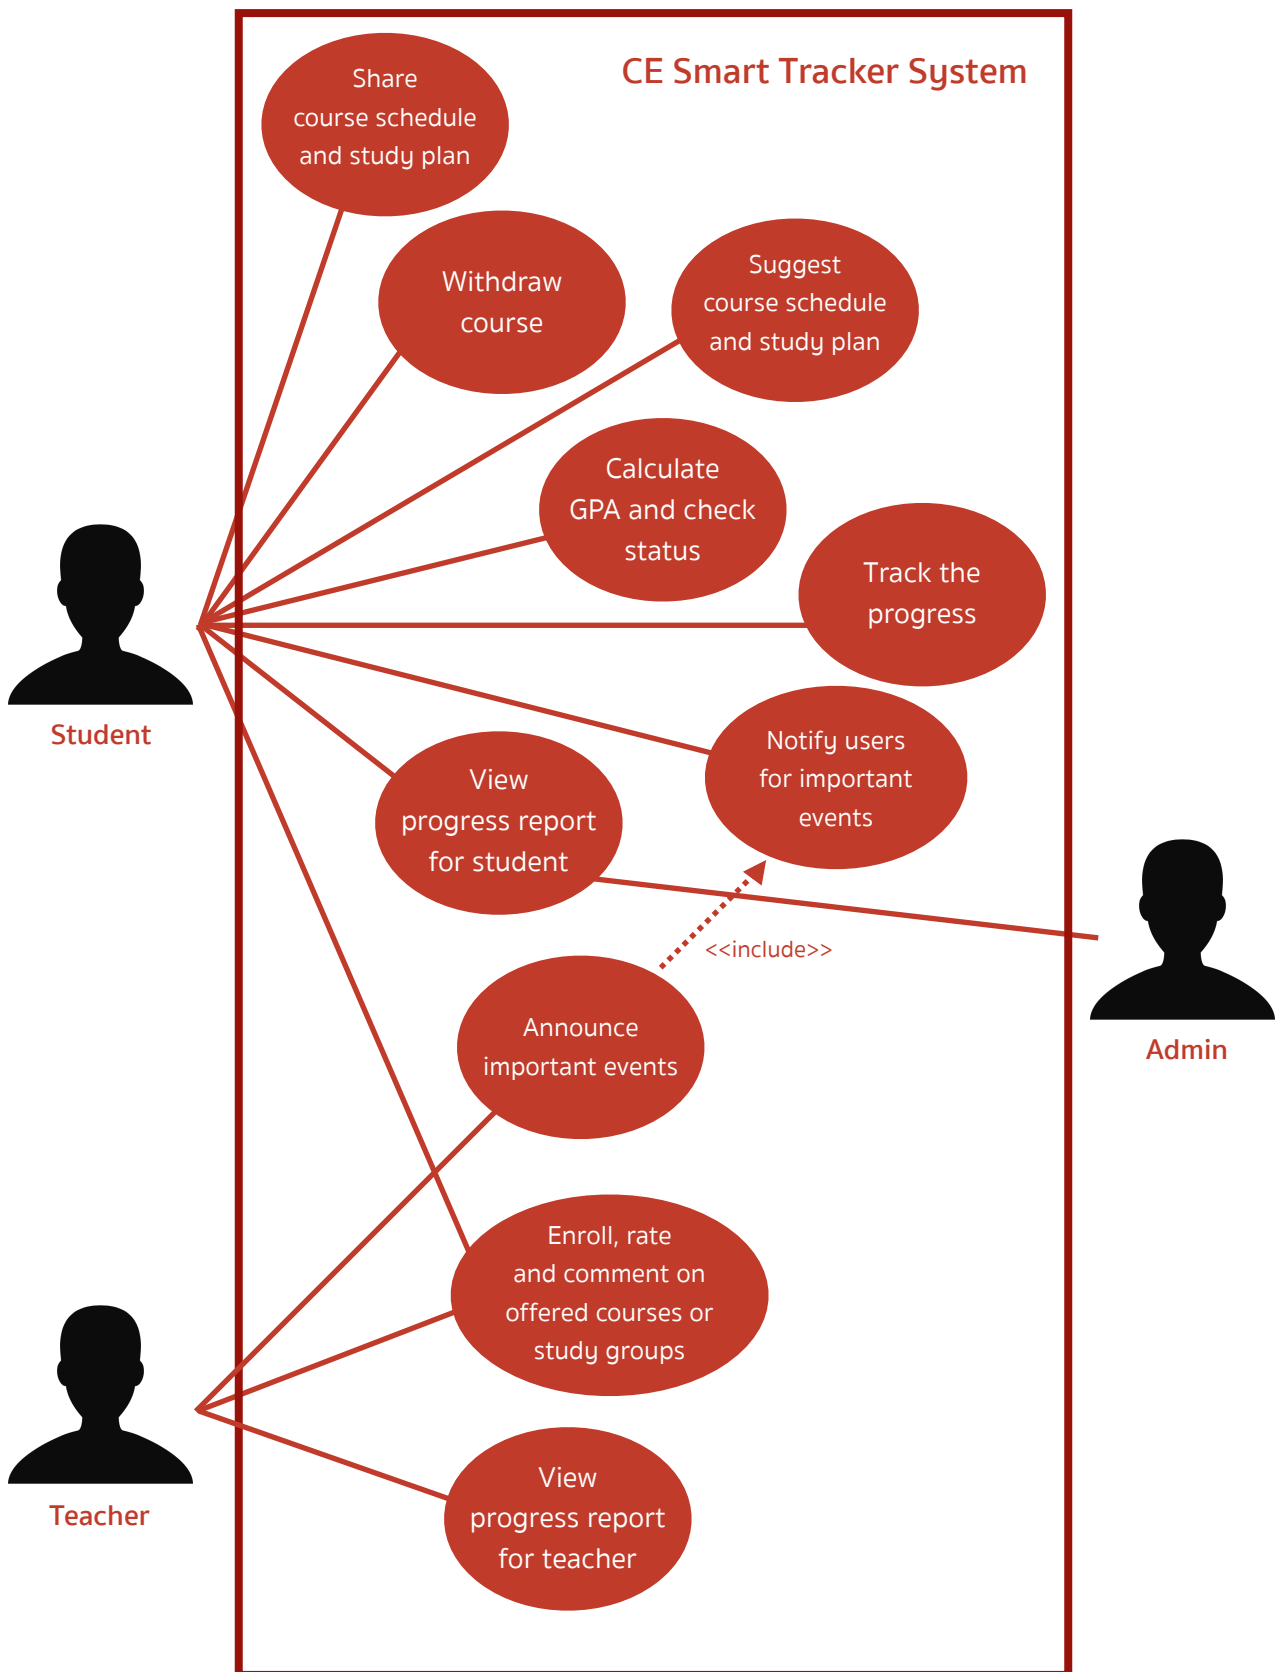 CE Smart Tracker System
Share
course schedule
and study plan
Withdraw
course
Suggest
course schedule
and study plan
Calculate
GPA and check
status
Track the
progress
Student
Notify users
for important
events
View
progress report
for student
<<include>>
Announce
important events
Admin
Enroll, rate
and comment on
offered courses or
study groups
Teacher
View
progress report
for teacher